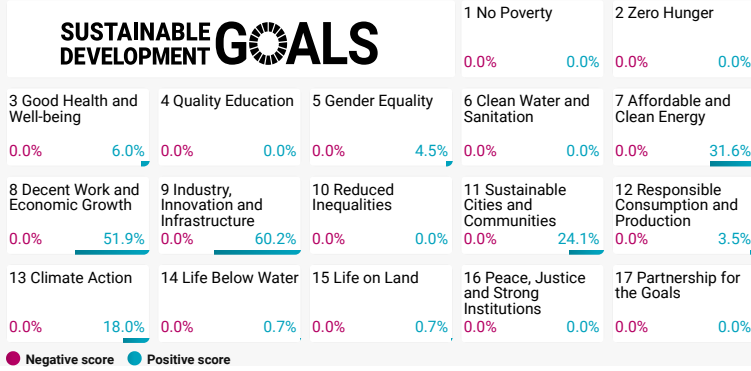 SUSTAINABLE
DEVELOPMENT
GOALS
1 No Poverty
0.0% 0.0%
2 Zero Hunger
0.0% 0.0%
3 Good Health and
Well-being
0.0% 6.0%
4 Quality Education
0.0% 0.0%
5 Gender Equality
0.0% 4.5%
6 Clean Water and
Sanitation
0.0% 0.0%
7 Affordable and
Clean Energy
0.0% 31.6%
8 Decent Work and
Economic Growth
0.0% 51.9%
9 Industry,
Innovation and
Infrastructure
0.0% 60.2%
10 Reduced
Inequalities
0.0% 0.0%
11 Sustainable
Cities and
Communities
0.0% 24.1%
12 Responsible
Consumption and
Production
0.0% 3.5%
13 Climate Action
0.0% 18.0%
14 Life Below Water
0.0% 0.7%
15 Life on Land
0.0% 0.7%
16 Peace, Justice
and Strong
Institutions
0.0% 0.0%
17 Partnership for
the Goals
0.0% 0.0%
Negative score Positive score